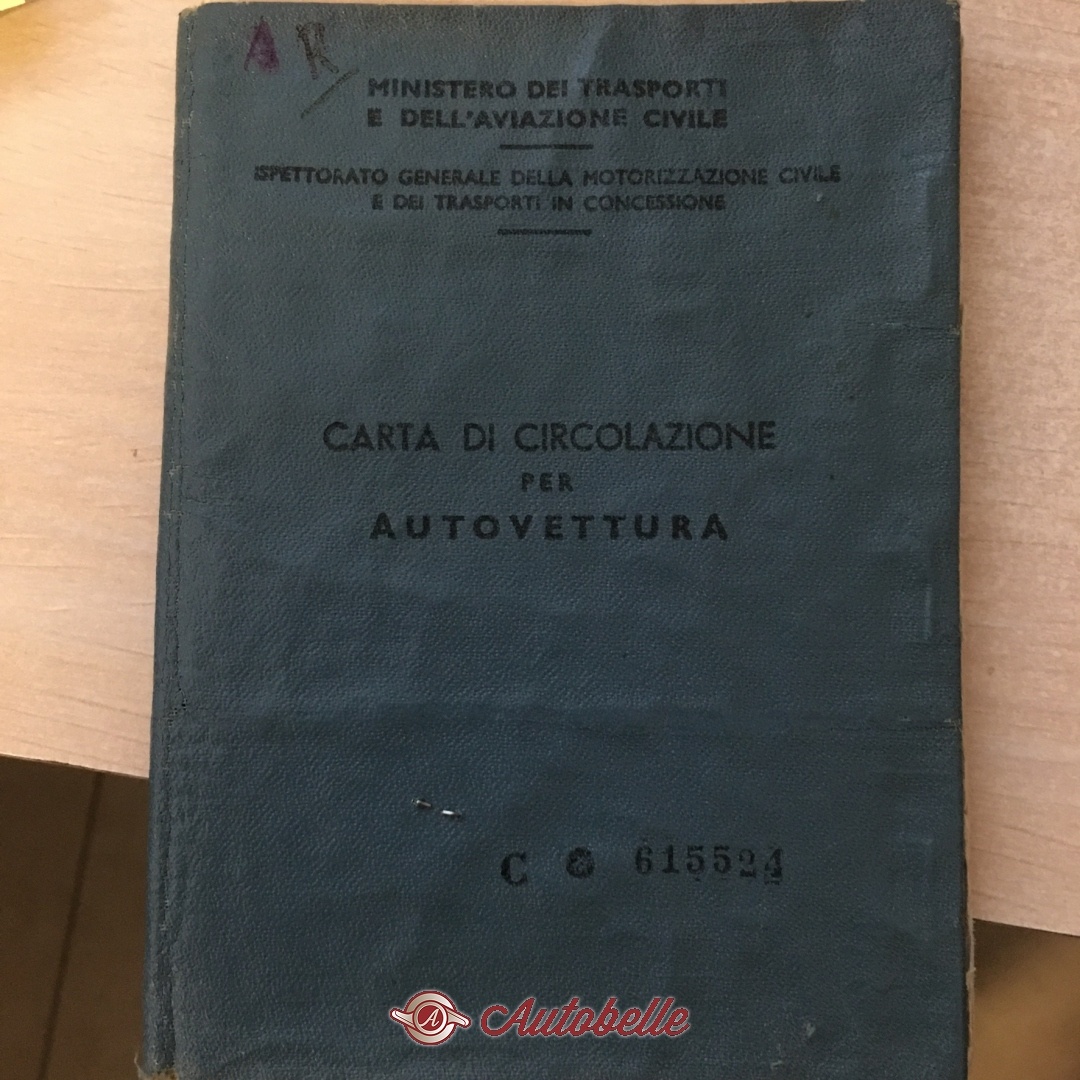 AR
MINISTERO DEI TRASPORTI
E DELL'AVIAZIONE CIVILE
ISPETTORATO GENERALE DELLA MOTORIZZAZIONE CIVILE
E DEI TRASPORTI IN CONCESSIONE
CARTA DI CIRCOLAZIONE
PER
AUTOVETTURA
C 615524
A Autobelle